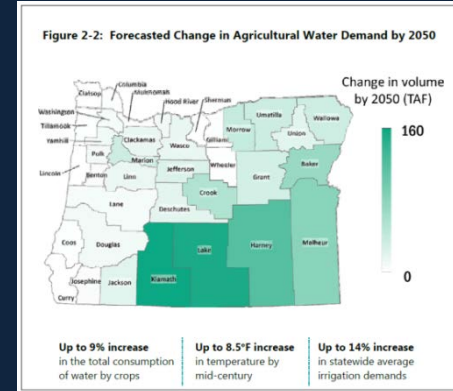 Figure 2-2: Forecasted Change in Agricultural Water Demand by 2050
Change in volume
by 2050 (TAF)
160
0
Clatsop
Columbia
Multnomah
Hood River
Sherman
Washington
Tillamook
Yamhill
Clackamas
Wasco
Gilliam
Morrow
Umatilla
Wallowa
Union
Polk
Marion
Lincoln
Benton
Linn
Jefferson
Wheeler
Grant
Baker
Crook
Lane
Deschutes
Coos
Douglas
Lake
Harney
Malheur
Klamath
Josephine
Jackson
Curry
Up to 9% increase
in the total consumption
of water by crops
Up to 8.5°F increase
in temperature by
mid-century
Up to 14% increase
in statewide average
irrigation demands